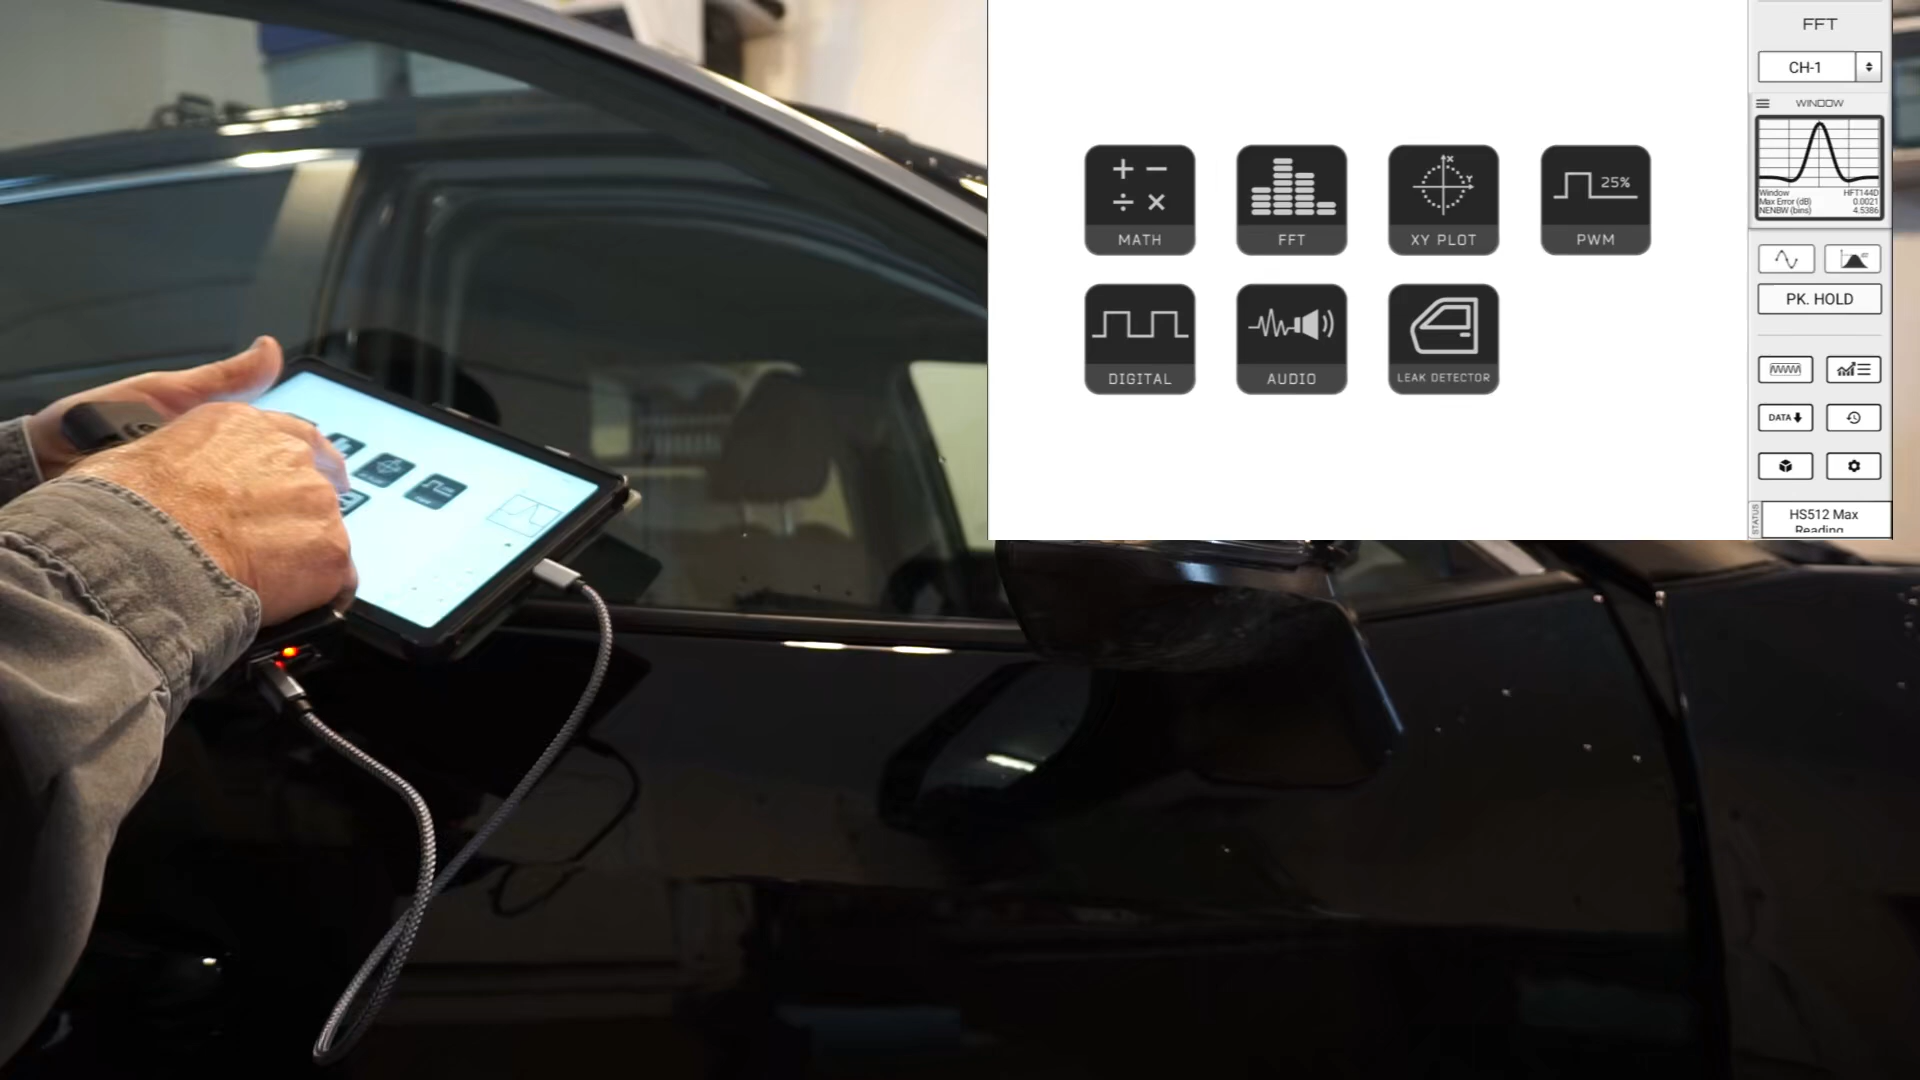 FFT
CH-1
WINDOW
Window HFT144D
Max Error (dB) 0.0021
NENBW (bins) 4.5386
PK. HOLD
DATA
STATUS
HS512 Max
Reading
+ −
÷ ×
MATH
FFT
X
Y
XY PLOT
25%
PWM
DIGITAL
AUDIO
LEAK DETECTOR